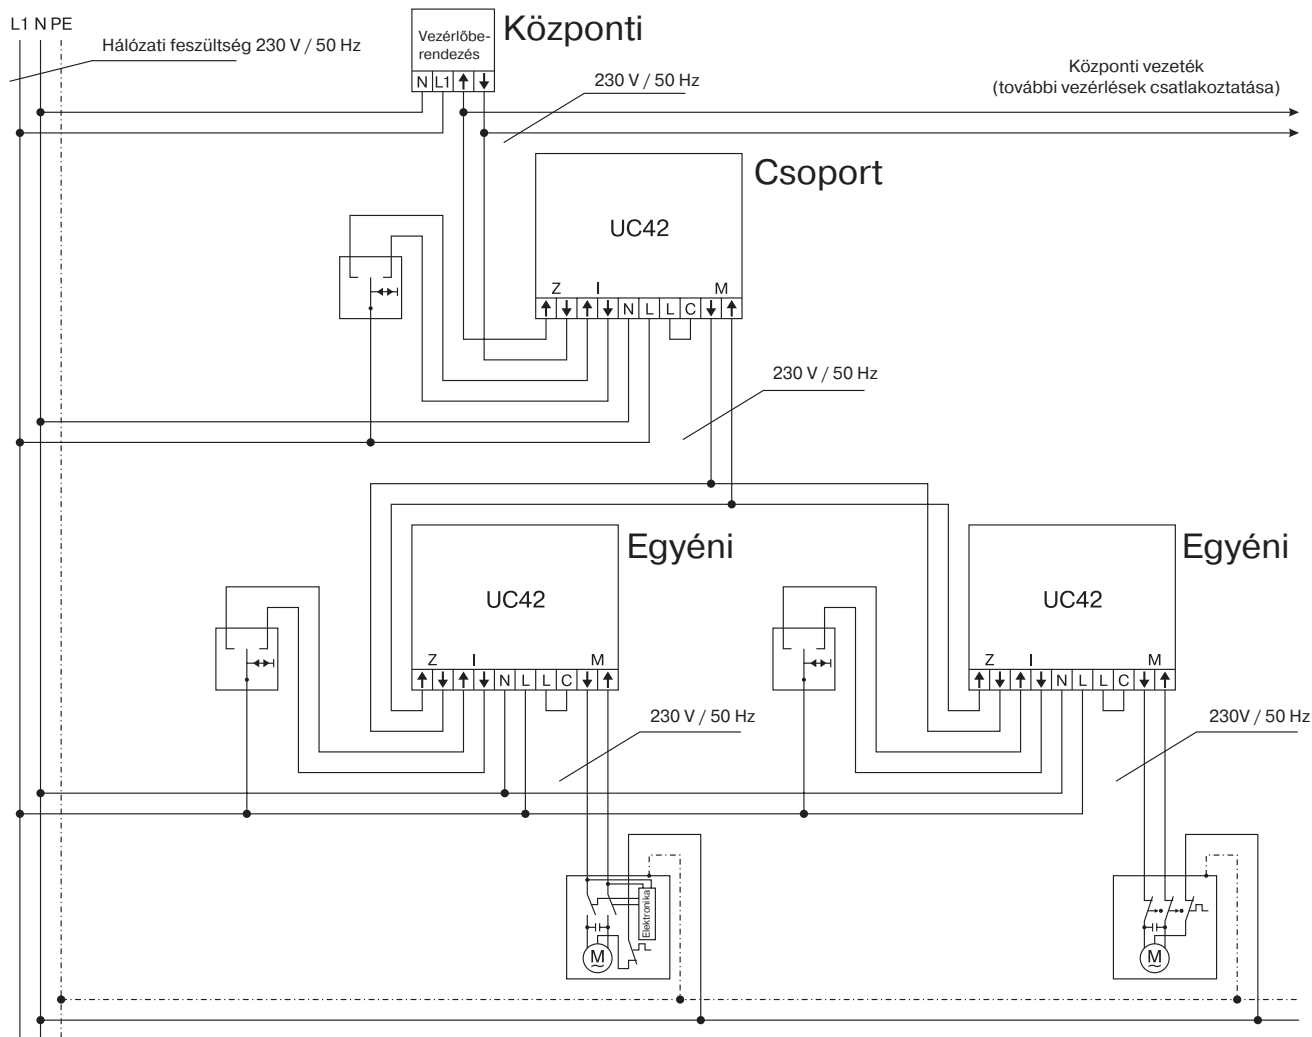 L1 N PE
Hálózati feszültség 230 V / 50 Hz
Vezérlőbe-
rendezés
Központi
N L1
230 V / 50 Hz
Központi vezeték
(további vezérlések csatlakoztatása)
Csoport
UC42
Z I M
N L L C
230 V / 50 Hz
Egyéni
UC42
Z I M
N L L C
230 V / 50 Hz
Elektronika
M
Egyéni
UC42
Z I M
N L L C
230V / 50 Hz
M